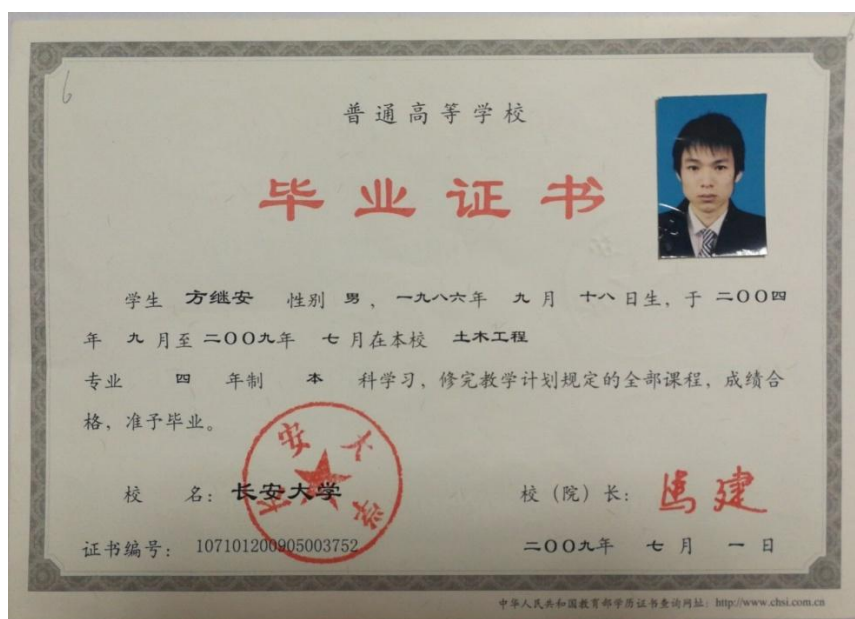 6
普通高等学校
毕业证书
学生 方继安 性别 男，一九八六年 九 月 十八 日生，于 二〇〇四
年 九 月至 二〇〇九年 七 月在本校 土木工程
专业 四 年制 本 科学习，修完教学计划规定的全部课程，成绩合
格，准予毕业。
长安大学
校 名：长安大学 校（院）长：马建
证书编号：107101200905003752 二〇〇九年 七 月 一 日
中华人民共和国教育部学历证书查询网址：http://www.chsi.com.cn